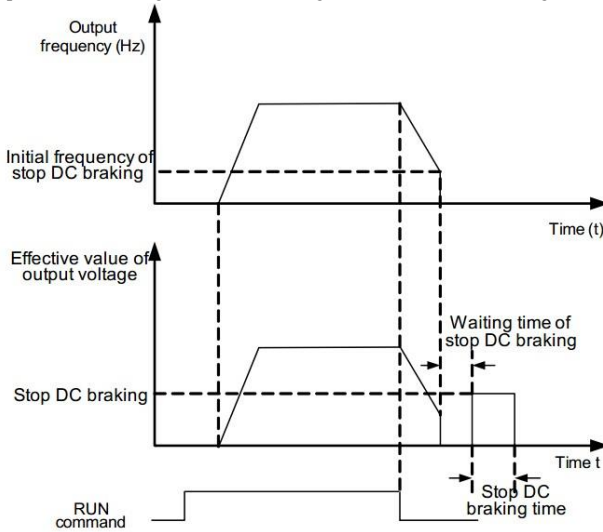 Output
frequency (Hz)
Initial frequency of
stop DC braking
Time (t)
Effective value of
output voltage
Waiting time of
stop DC braking
Stop DC braking
Time t
Stop DC
braking time
RUN
command